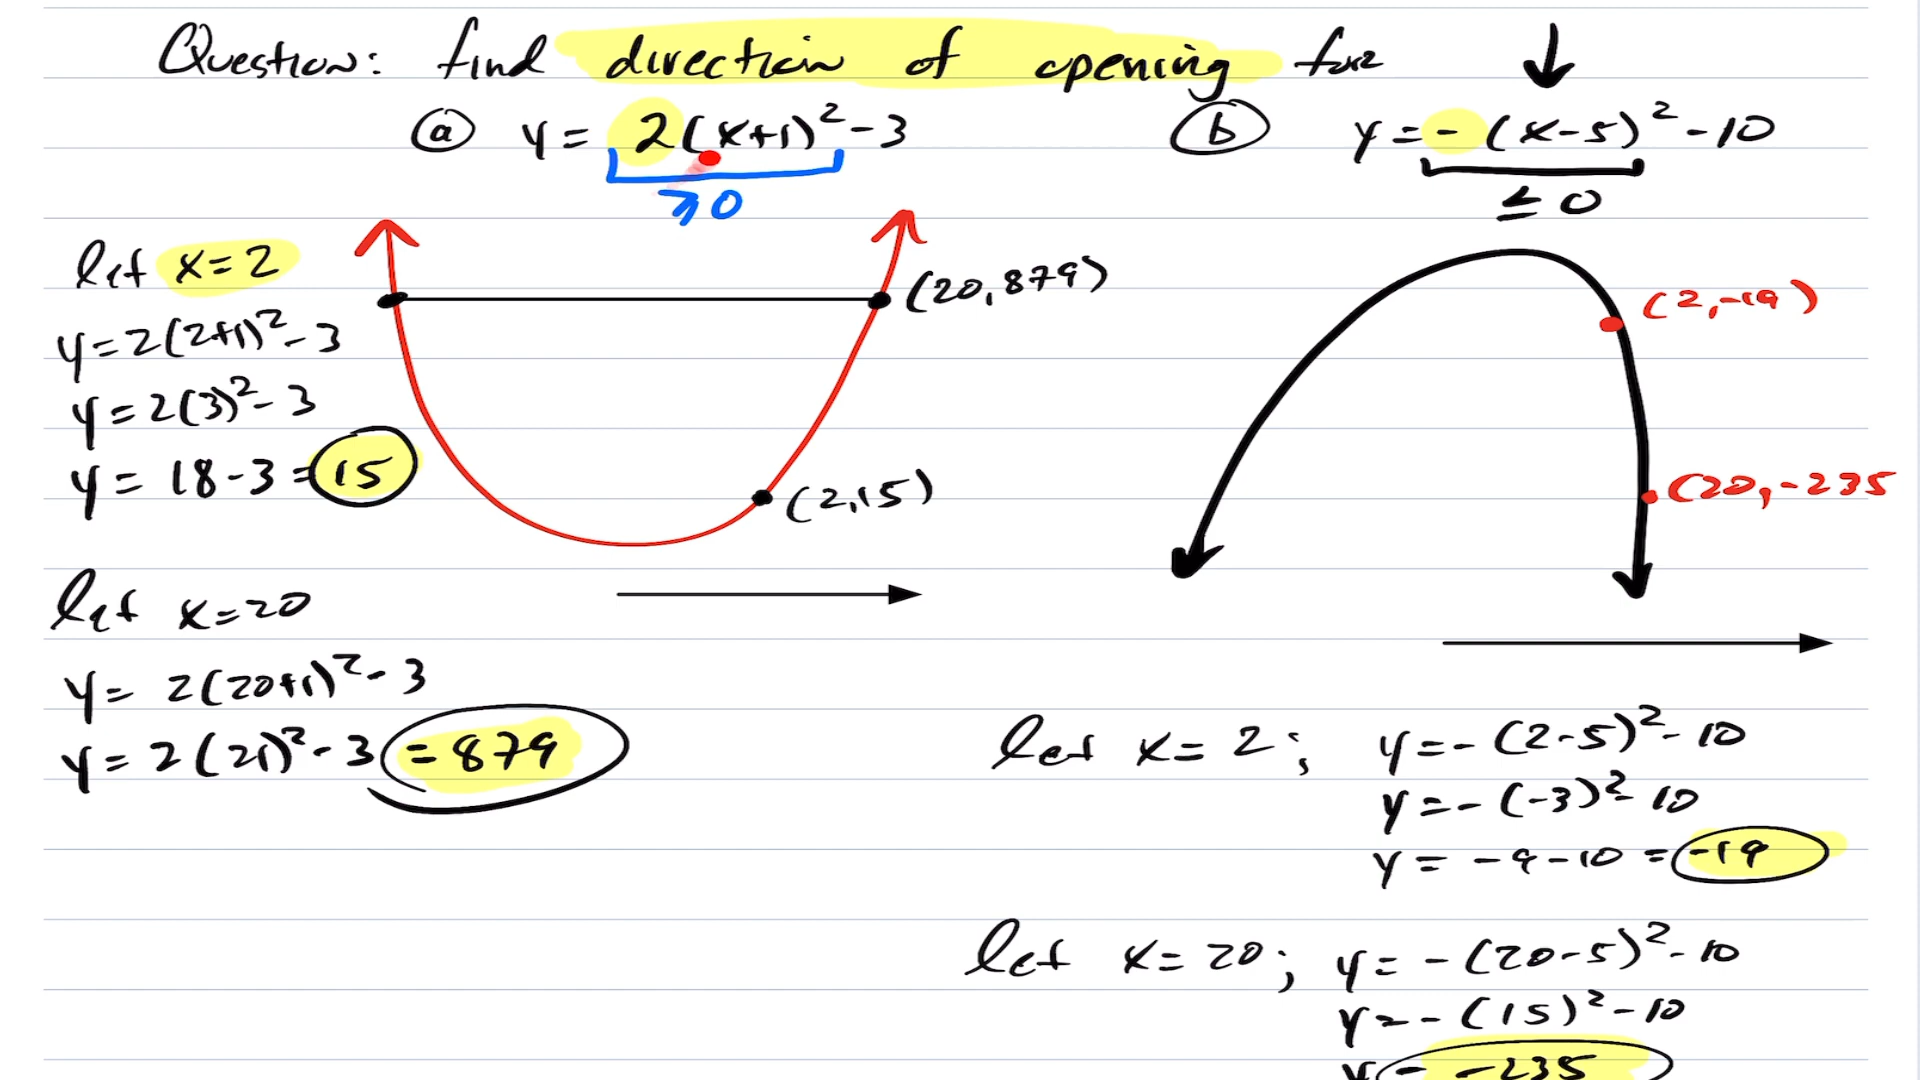 Question: find direction of opening for
ⓐ y = 2(x+1)² - 3
ⓑ y = -(x-5)² - 10
≥ 0
≤ 0
let x=2
y=2(2+1)²-3
y=2(3)²-3
y= 18-3=15
(20,879)
(2,15)
(2,-19)
(20,-235
let x=20
y= 2(20+1)²-3
y= 2(21)²-3 = 879
let x= 2; y=-(2-5)²-10
y=-(-3)²-10
y= -9-10 = -19
let x= 20; y= -(20-5)²-10
y=-(15)²-10
y= -235